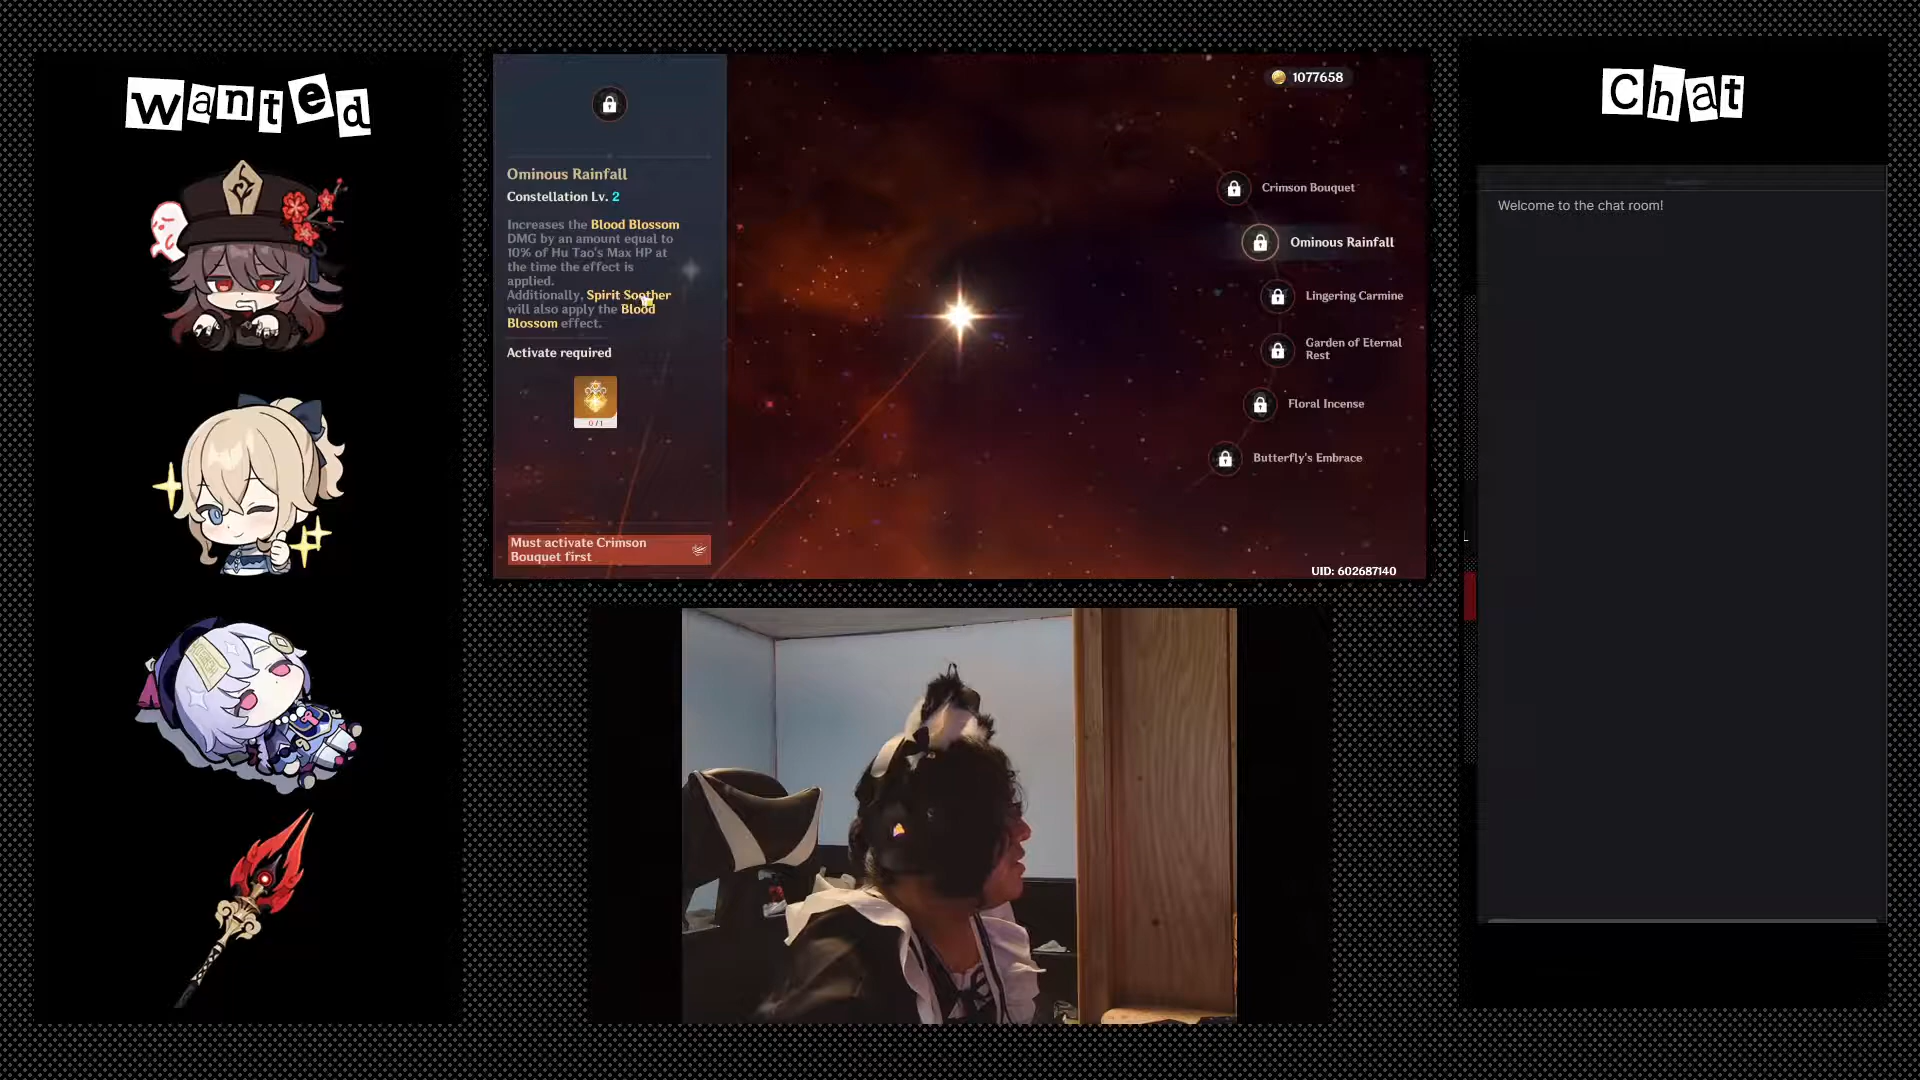 Wanted
Ominous Rainfall
Constellation Lv. 2
Increases the Blood Blossom
DMG by an amount equal to
10% of Hu Tao's Max HP at
the time the effect is
applied.
Additionally, Spirit Soother
will also apply the Blood
Blossom effect.
Activate required
0/1
Must activate Crimson
Bouquet first
1077658
Crimson Bouquet
Ominous Rainfall
Lingering Carmine
Garden of Eternal
Rest
Floral Incense
Butterfly's Embrace
UID: 602687140
Chat
Welcome to the chat room!